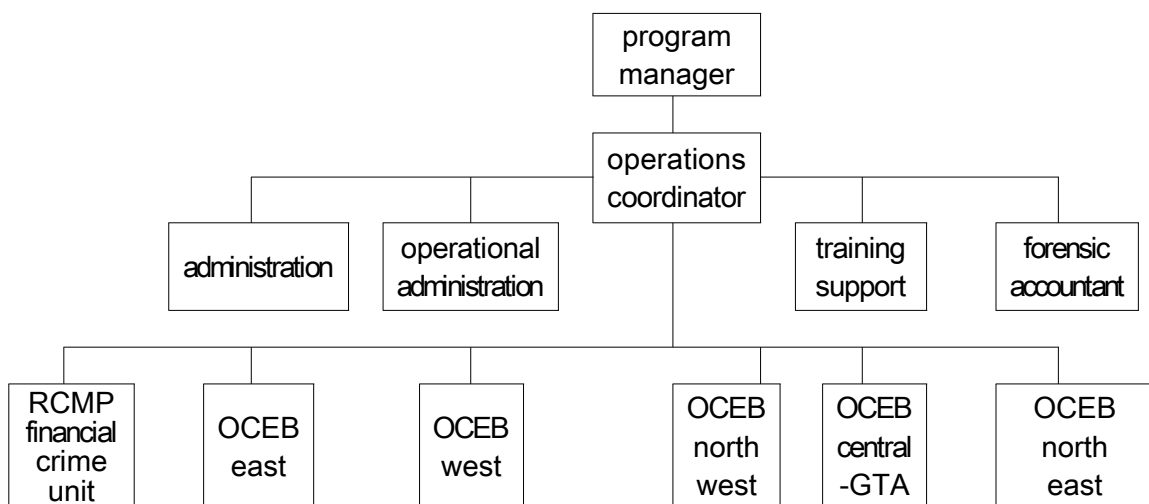 program
manager
operations
coordinator
administration
operational
administration
training
support
forensic
accountant
RCMP
financial
crime
unit
OCEB
east
OCEB
west
OCEB
north
west
OCEB
central
-GTA
OCEB
north
east